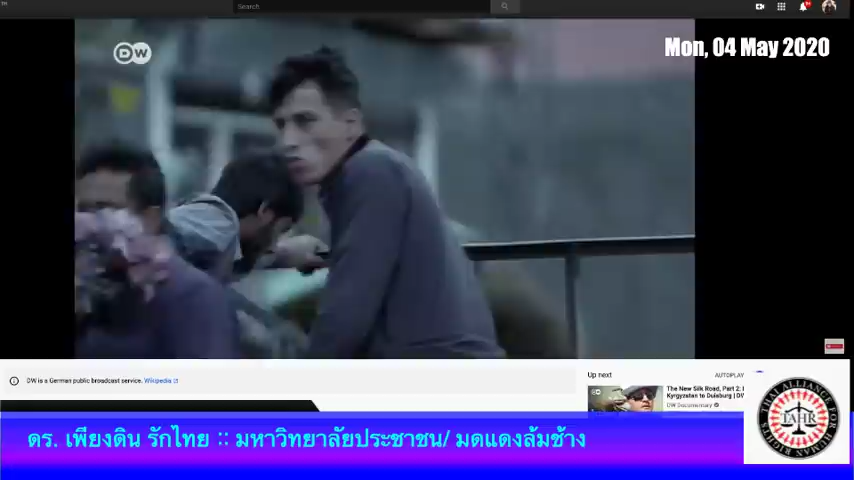 TM
Search
9+
DW
Mon, 04 May 2020
DW is a German public broadcast service. Wikipedia
Up next
AUTOPLAY
The New Silk Road, Part 2:
Kyrgyzstan to Duisburg | DW
DW Documentary
THAI ALLIANCE FOR HUMAN RIGHTS
TAHR
ดร. เพียงดิน รักไทย :: มหาวิทยาลัยประชาชน/ มดแดงล้มช้าง